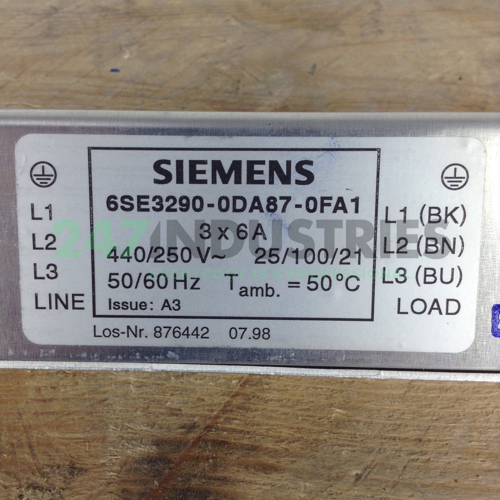 SIEMENS
6SE3290-0DA87-0FA1
3 x 6A
440/250V~ 25/100/21
50/60 Hz Tamb. = 50°C
Issue: A3
L1
L2
L3
LINE
L1 (BK)
L2 (BN)
L3 (BU)
LOAD
Los-Nr. 876442 07.98
247INDUSTRIES